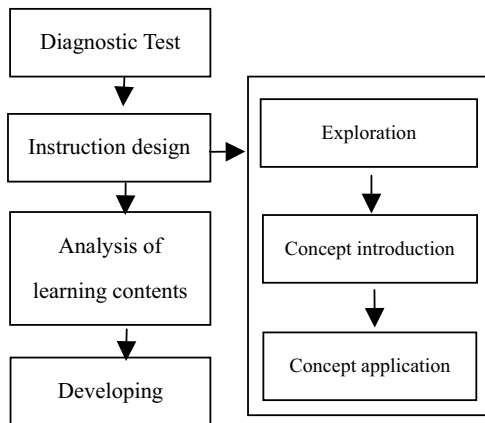 Diagnostic Test
Instruction design
Analysis of
learning contents
Developing
Exploration
Concept introduction
Concept application